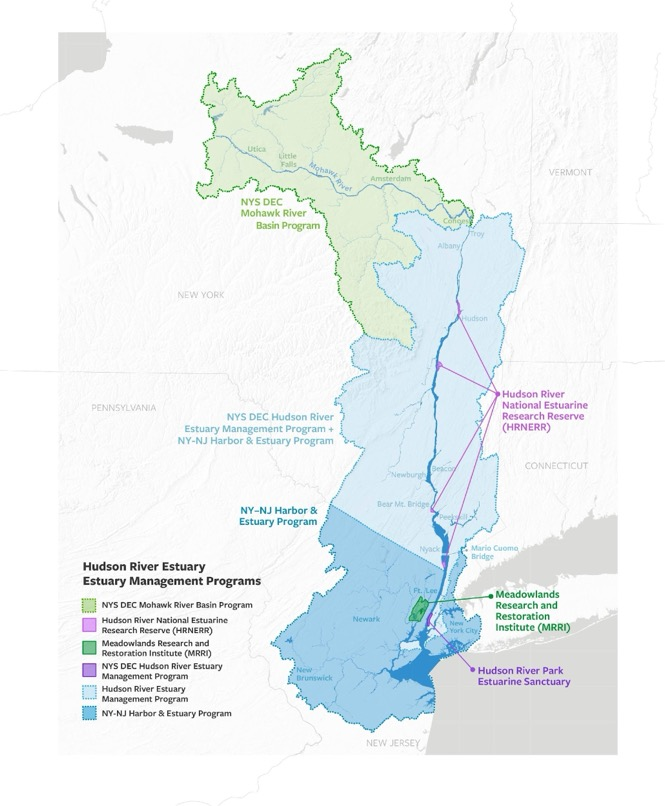 VERMONT
Utica
Little
Falls
Mohawk River
Amsterdam
NYS DEC
Mohawk River
Basin Program
Cohoes
Troy
Albany
NEW YORK
Hudson
PENNSYLVANIA
Hudson River
National Estuarine
Research Reserve
(HRNERR)
NYS DEC Hudson River
Estuary Management Program +
NY-NJ Harbor & Estuary Program
CONNECTICUT
Newburgh
Beacon
Bear Mt. Bridge
Peekskill
NY–NJ Harbor &
Estuary Program
Nyack
Mario Cuomo
Bridge
Hudson River Estuary
Estuary Management Programs
NYS DEC Mohawk River Basin Program
Hudson River National Estuarine
Research Reserve (HRNERR)
Meadowlands Research and
Restoration Institute (MRRI)
NYS DEC Hudson River Estuary
Management Program
Hudson River Estuary
Management Program
NY-NJ Harbor & Estuary Program
Ft. Lee
Meadowlands
Research and
Restoration
Institute (MRRI)
Newark
New
York City
Hudson River Park
Estuarine Sanctuary
New
Brunswick
NEW JERSEY